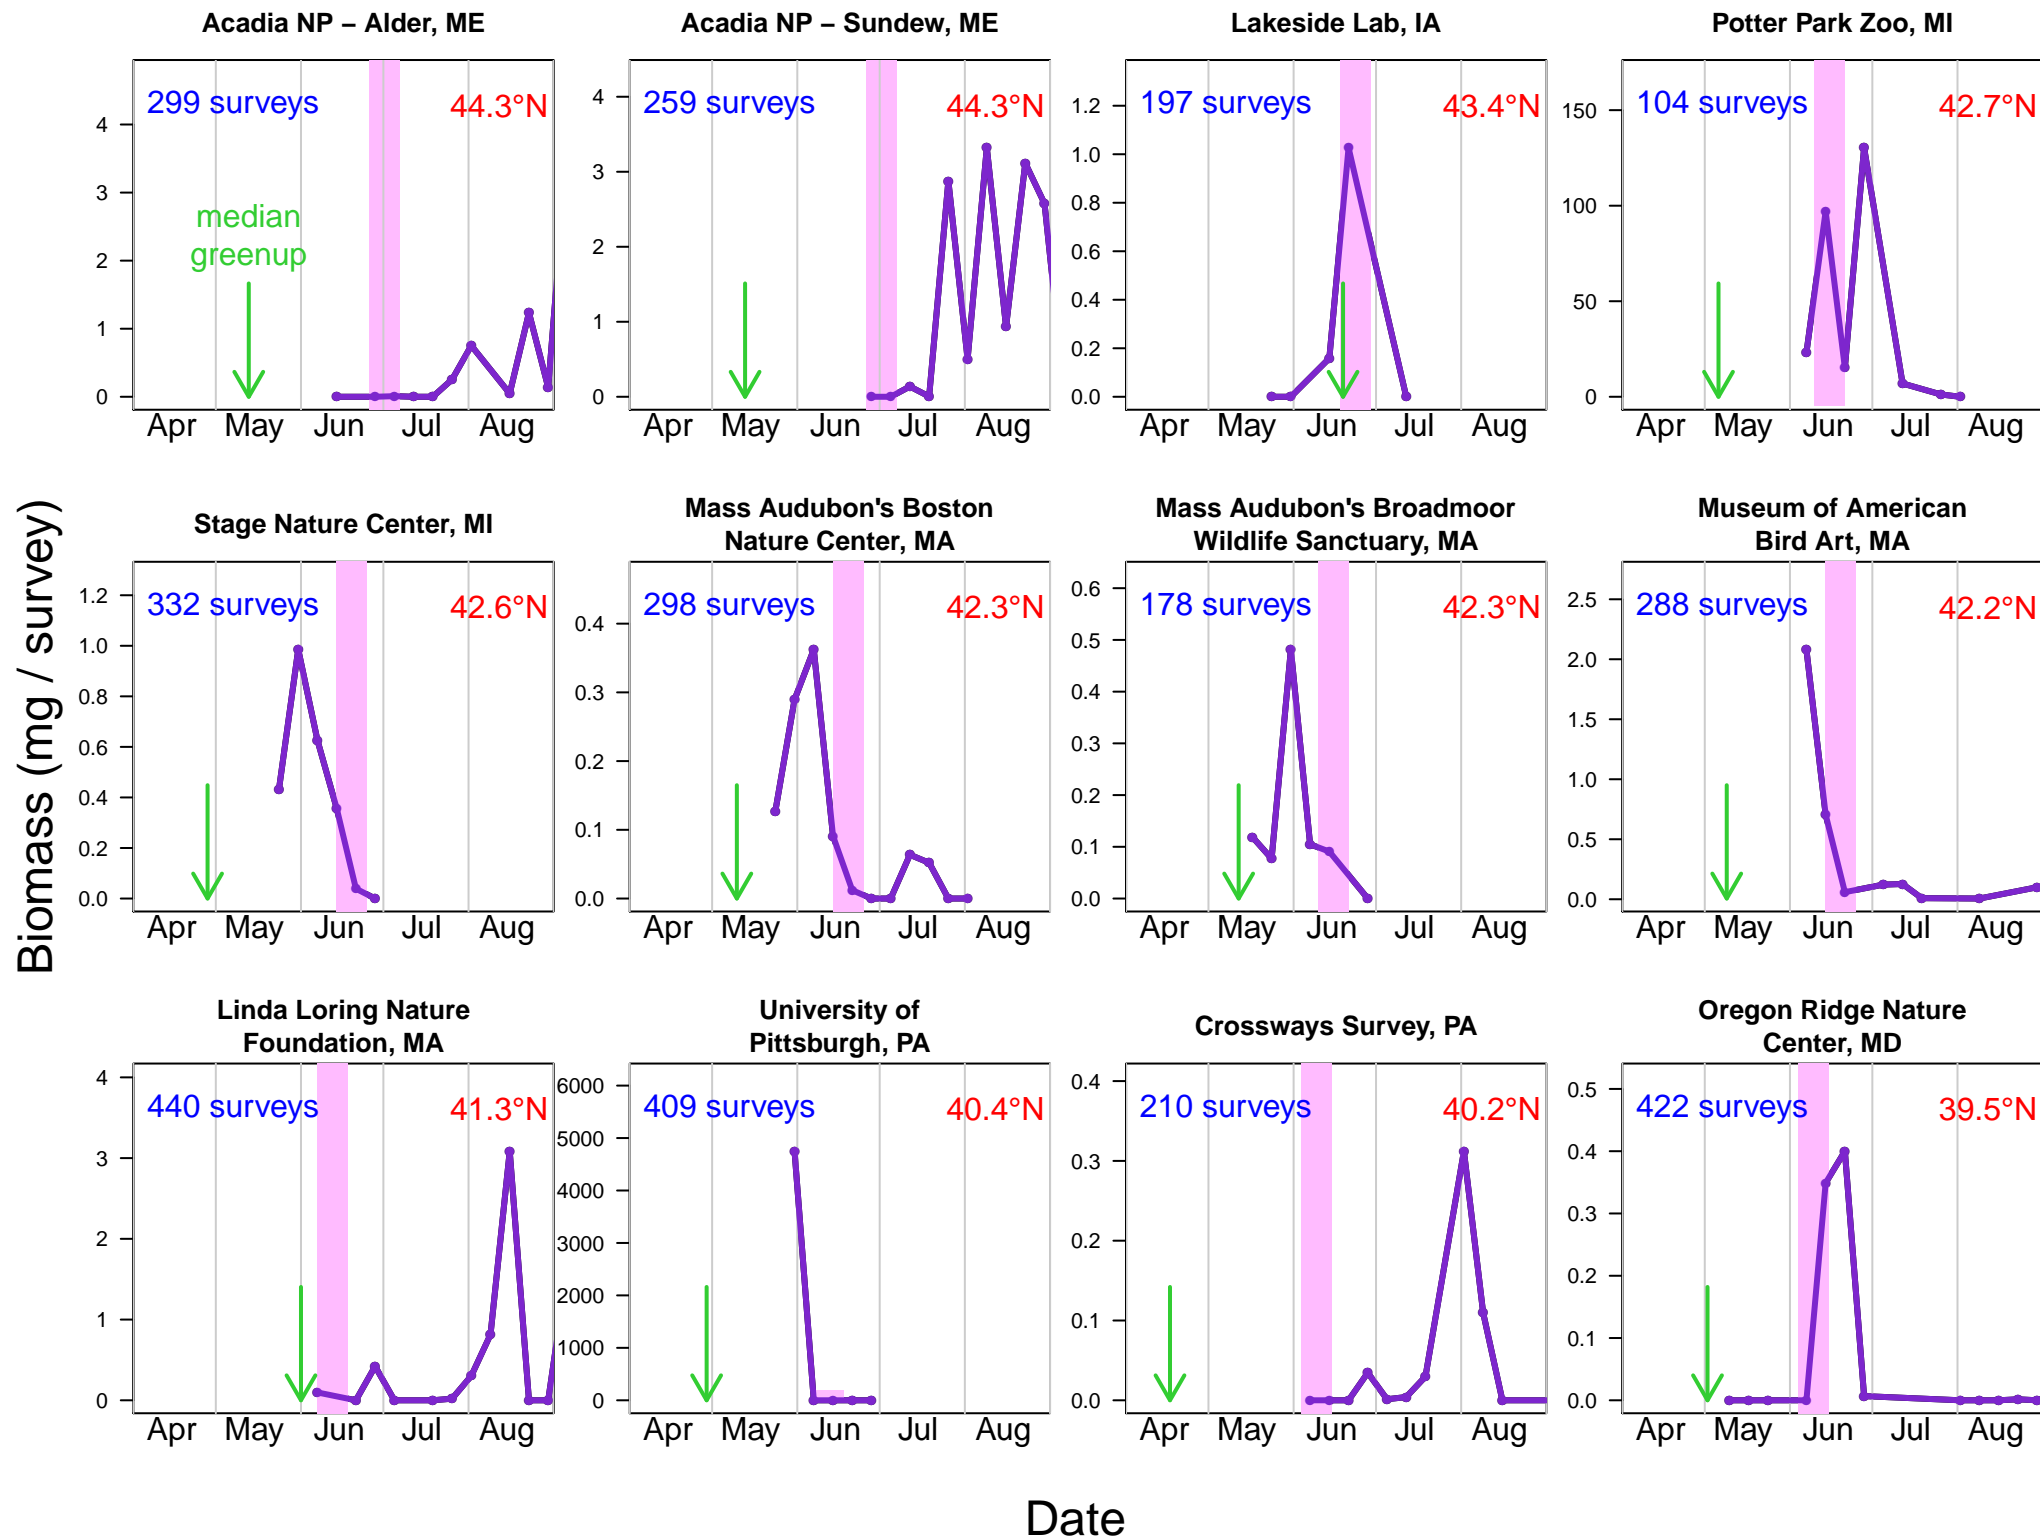 Acadia NP – Alder, ME
299 surveys
44.3°N
median
greenup
4
3
2
1
0
Apr May Jun Jul Aug
Acadia NP – Sundew, ME
259 surveys
44.3°N
4
3
2
1
0
Apr May Jun Jul Aug
Lakeside Lab, IA
197 surveys
43.4°N
1.2
1.0
0.8
0.6
0.4
0.2
0.0
Apr May Jun Jul Aug
Potter Park Zoo, MI
104 surveys
42.7°N
150
100
50
0
Apr May Jun Jul Aug
Biomass (mg / survey)
Stage Nature Center, MI
332 surveys
42.6°N
1.2
1.0
0.8
0.6
0.4
0.2
0.0
Apr May Jun Jul Aug
Mass Audubon's Boston
Nature Center, MA
298 surveys
42.3°N
0.4
0.3
0.2
0.1
0.0
Apr May Jun Jul Aug
Mass Audubon's Broadmoor
Wildlife Sanctuary, MA
178 surveys
42.3°N
0.6
0.5
0.4
0.3
0.2
0.1
0.0
Apr May Jun Jul Aug
Museum of American
Bird Art, MA
288 surveys
42.2°N
2.5
2.0
1.5
1.0
0.5
0.0
Apr May Jun Jul Aug
Linda Loring Nature
Foundation, MA
440 surveys
41.3°N
4
3
2
1
0
Apr May Jun Jul Aug
University of
Pittsburgh, PA
409 surveys
40.4°N
6000
5000
4000
3000
2000
1000
0
Apr May Jun Jul Aug
Crossways Survey, PA
210 surveys
40.2°N
0.4
0.3
0.2
0.1
0.0
Apr May Jun Jul Aug
Oregon Ridge Nature
Center, MD
422 surveys
39.5°N
0.5
0.4
0.3
0.2
0.1
0.0
Apr May Jun Jul Aug
Date